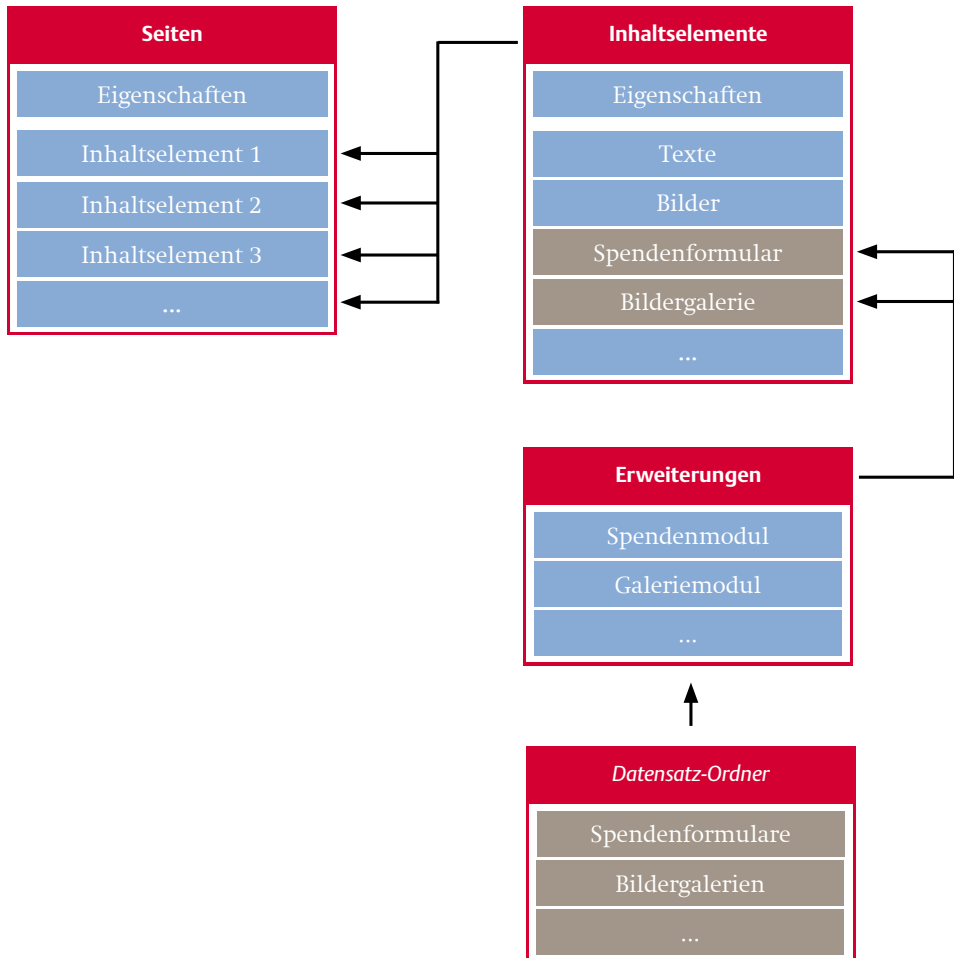 Seiten
Eigenschaften
Inhaltselement 1
Inhaltselement 2
Inhaltselement 3
...
Inhaltselemente
Eigenschaften
Texte
Bilder
Spendenformular
Bildergalerie
...
Erweiterungen
Spendenmodul
Galeriemodul
...
Datensatz-Ordner
Spendenformulare
Bildergalerien
...